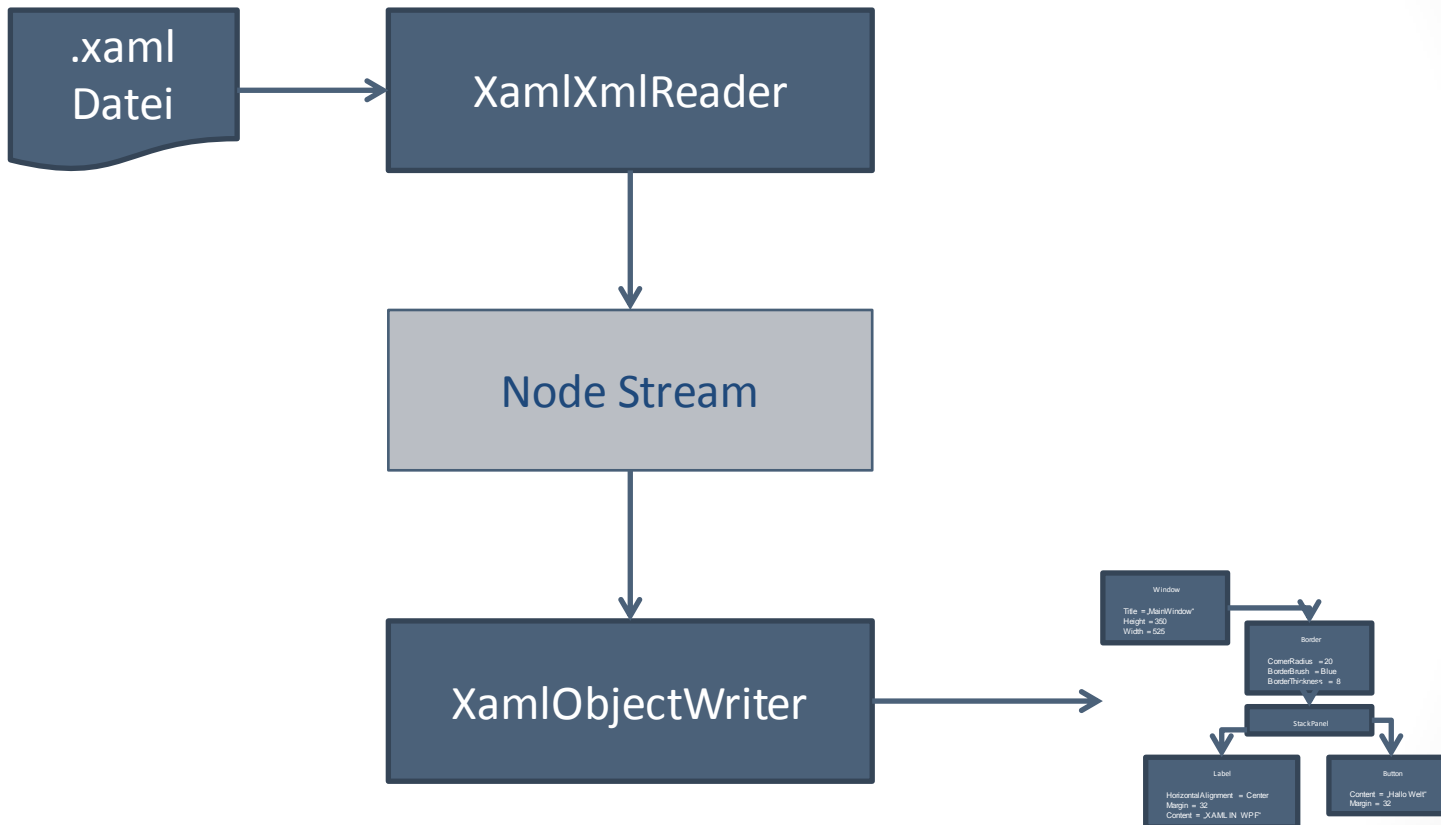 .xaml
Datei
XamlXmlReader
Node Stream
XamlObjectWriter
Window
Title = „MainWindow“
Height = 350
Width = 525
Border
CornerRadius = 20
BorderBrush = Blue
BorderThickness = 8
StackPanel
Label
HorizontalAlignment = Center
Margin = 32
Content = „XAML IN WPF“
Button
Content = „Hallo Welt“
Margin = 32